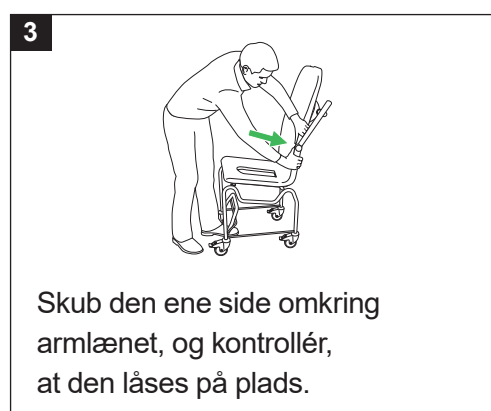 3
Skub den ene side omkring
armlænet, og kontrollér,
at den låses på plads.